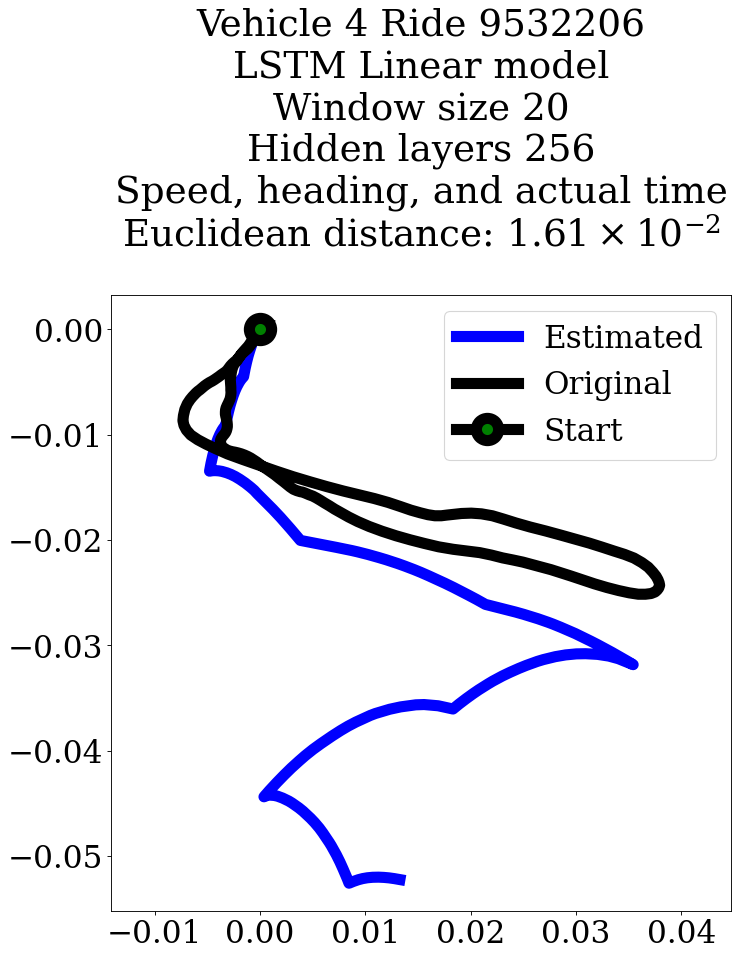 Vehicle 4 Ride 9532206
LSTM Linear model
Window size 20
Hidden layers 256
Speed, heading, and actual time
Euclidean distance: 1.61 × 10⁻²
Estimated
Original
Start
0.00
−0.01
−0.02
−0.03
−0.04
−0.05
−0.01 0.00 0.01 0.02 0.03 0.04